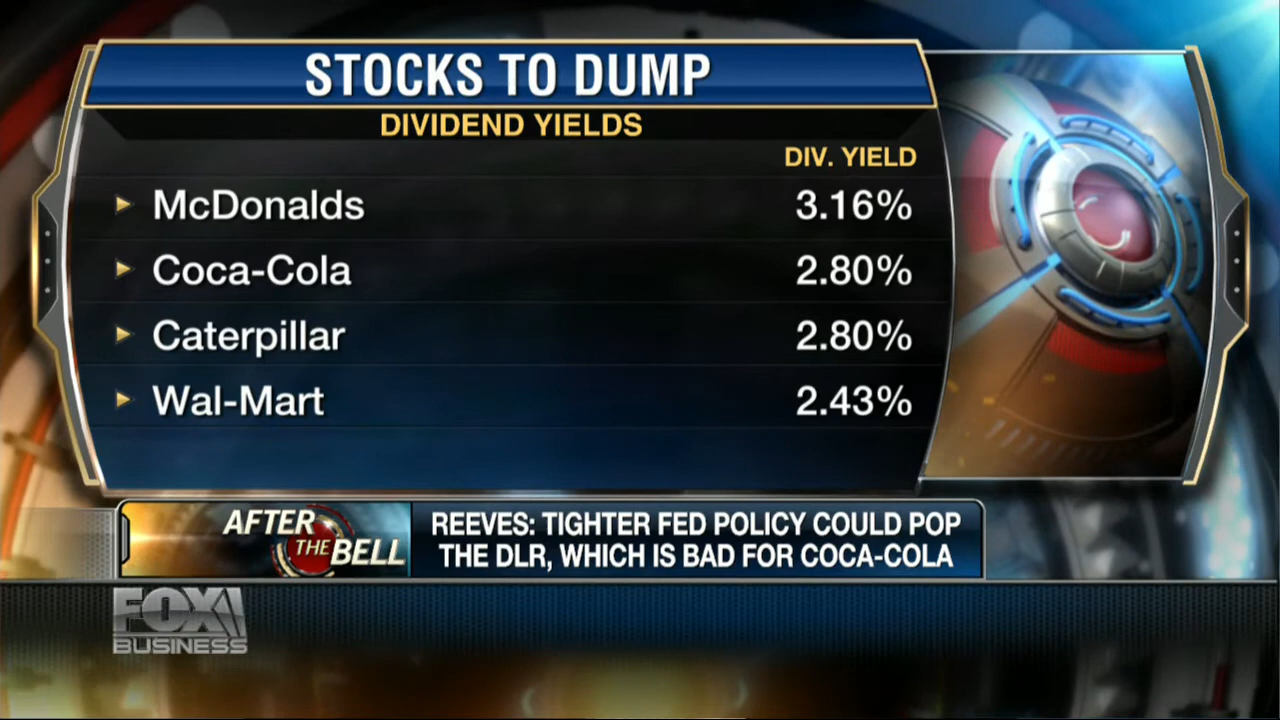 STOCKS TO DUMP
DIVIDEND YIELDS
DIV. YIELD
McDonalds 3.16%
Coca-Cola 2.80%
Caterpillar 2.80%
Wal-Mart 2.43%
AFTER THE BELL
REEVES: TIGHTER FED POLICY COULD POP
THE DLR, WHICH IS BAD FOR COCA-COLA
FOX
BUSINESS